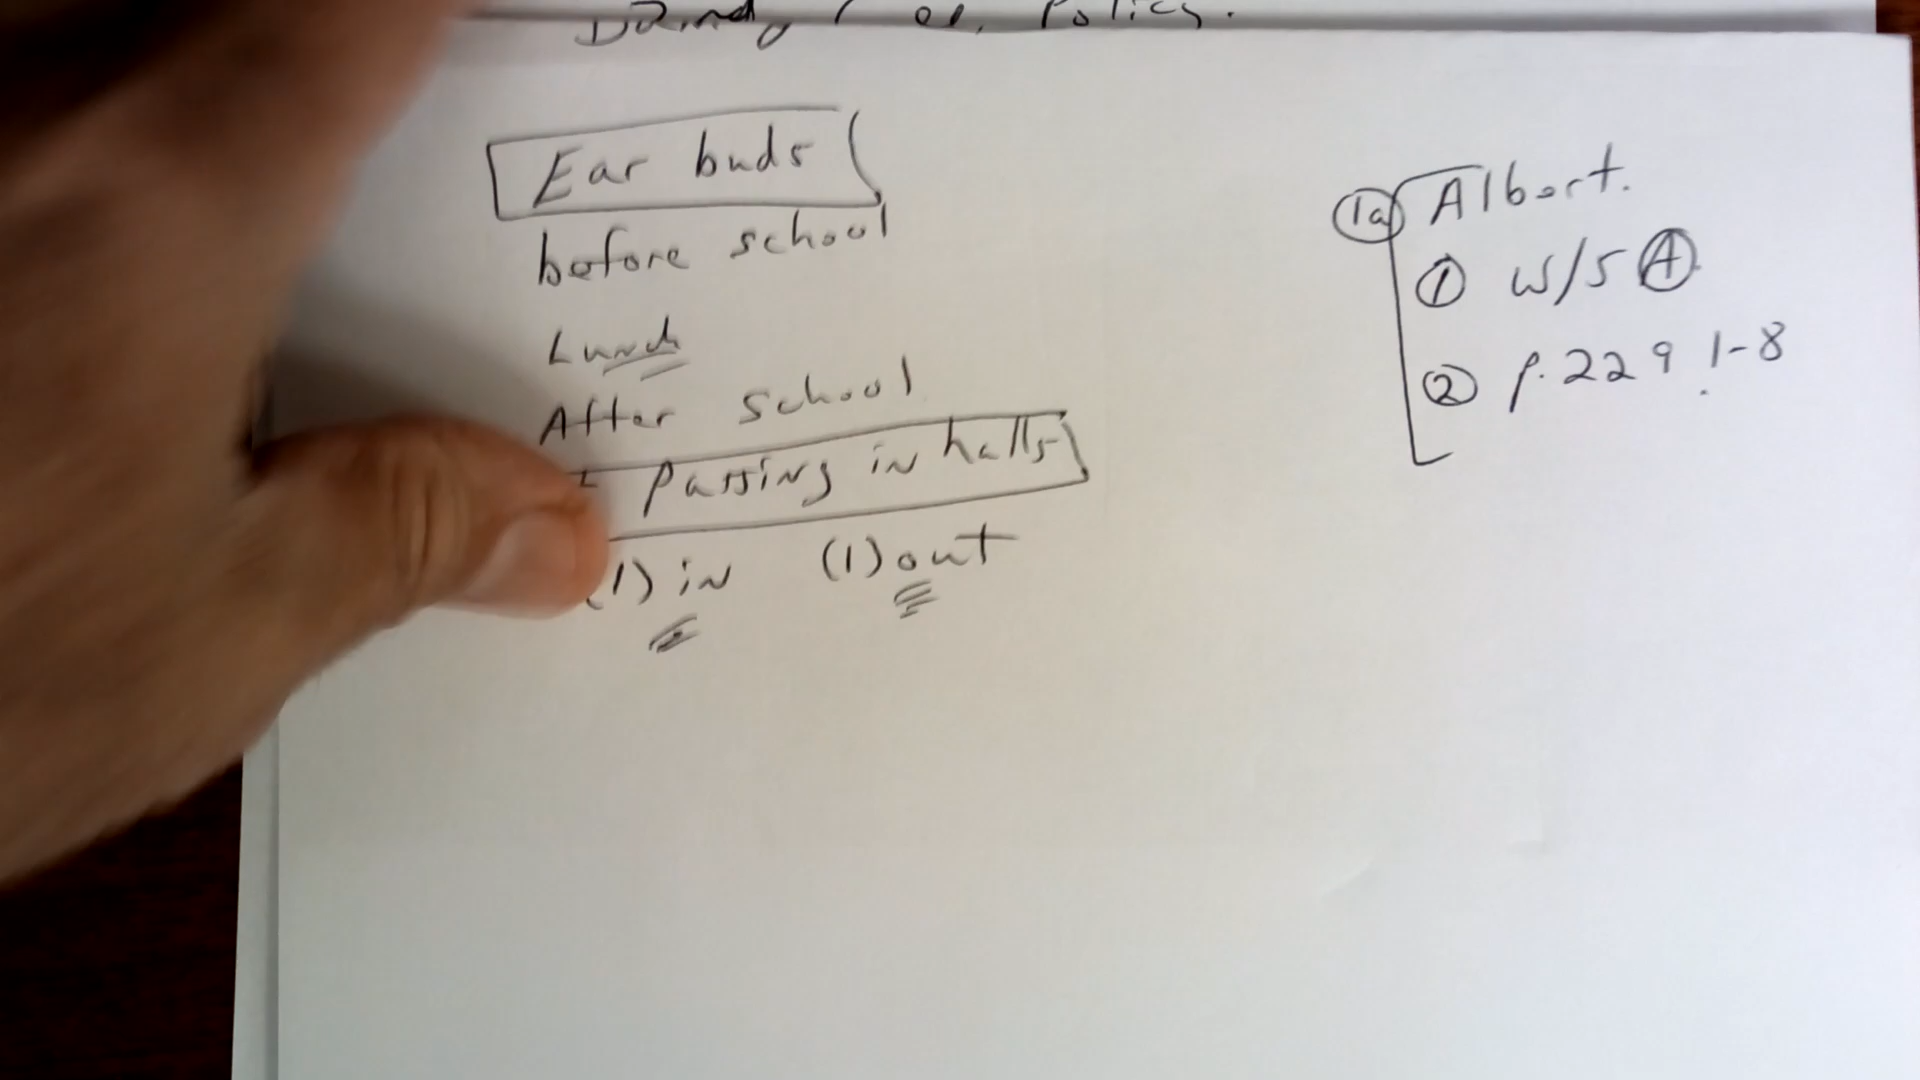 Policy.
Ear buds
before school
Lunch
After school
Passing in halls
(1) in (1) out
1a Albert.
1 W/S A
2 p. 229 1-8